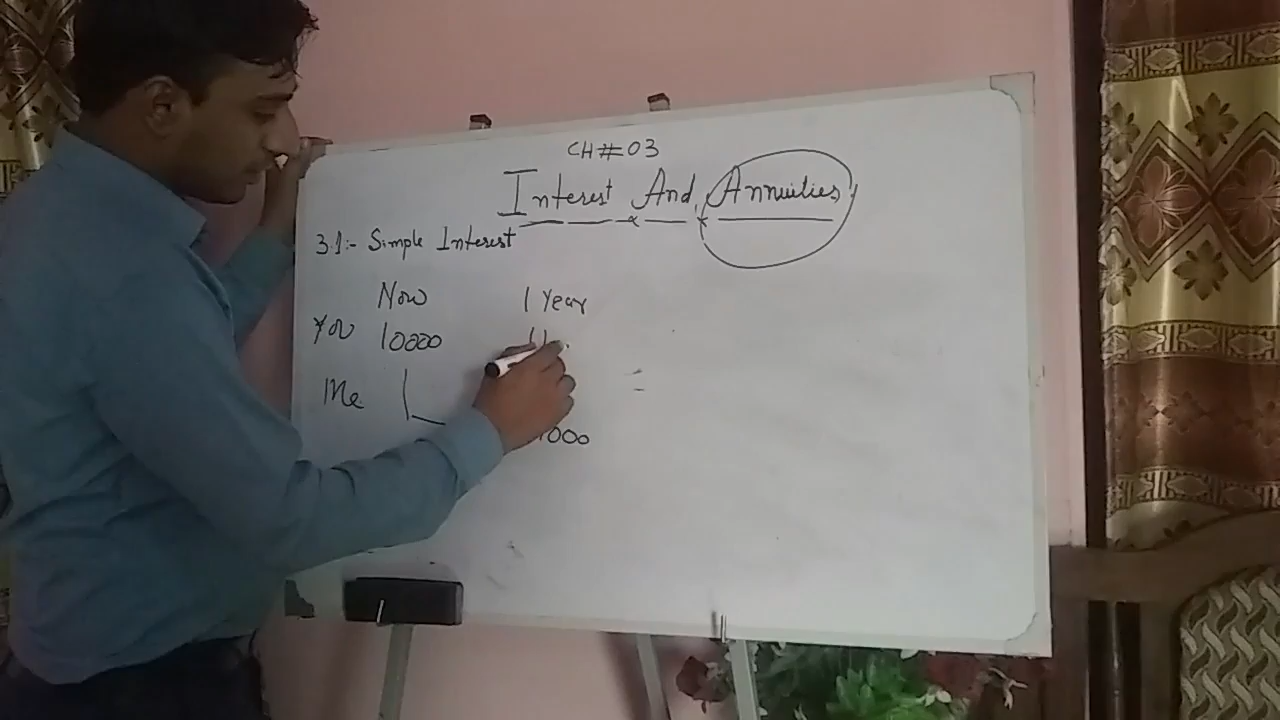 CH#03
Interest And Annuities
3.1:- Simple Interest
Now 1 Year
You 10000
Me